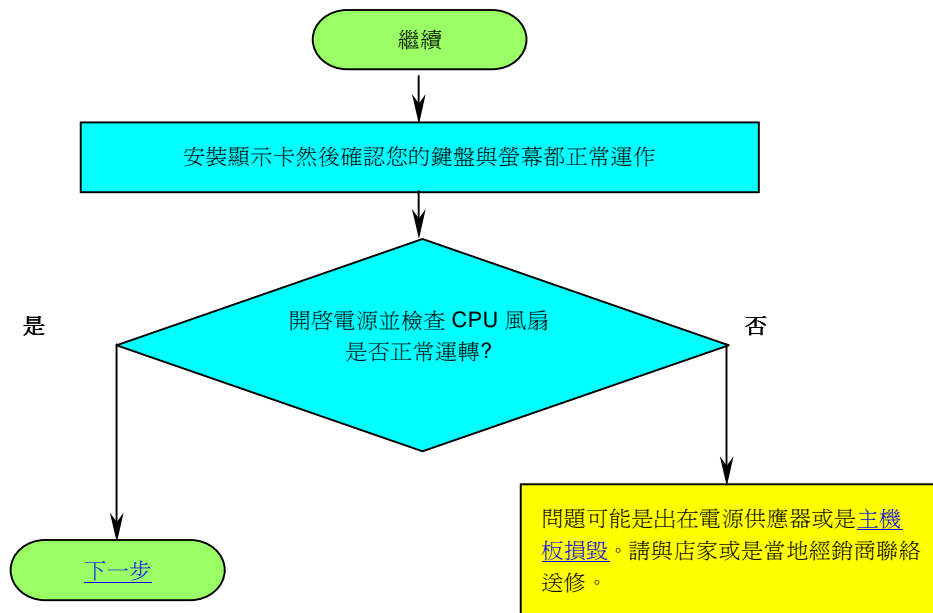 繼續
安裝顯示卡然後確認您的鍵盤與螢幕都正常運作
開啓電源並檢查 CPU 風扇
是否正常運轉?
是
否
問題可能是出在電源供應器或是主機
板損毀。請與店家或是當地經銷商聯絡
送修。
下一步